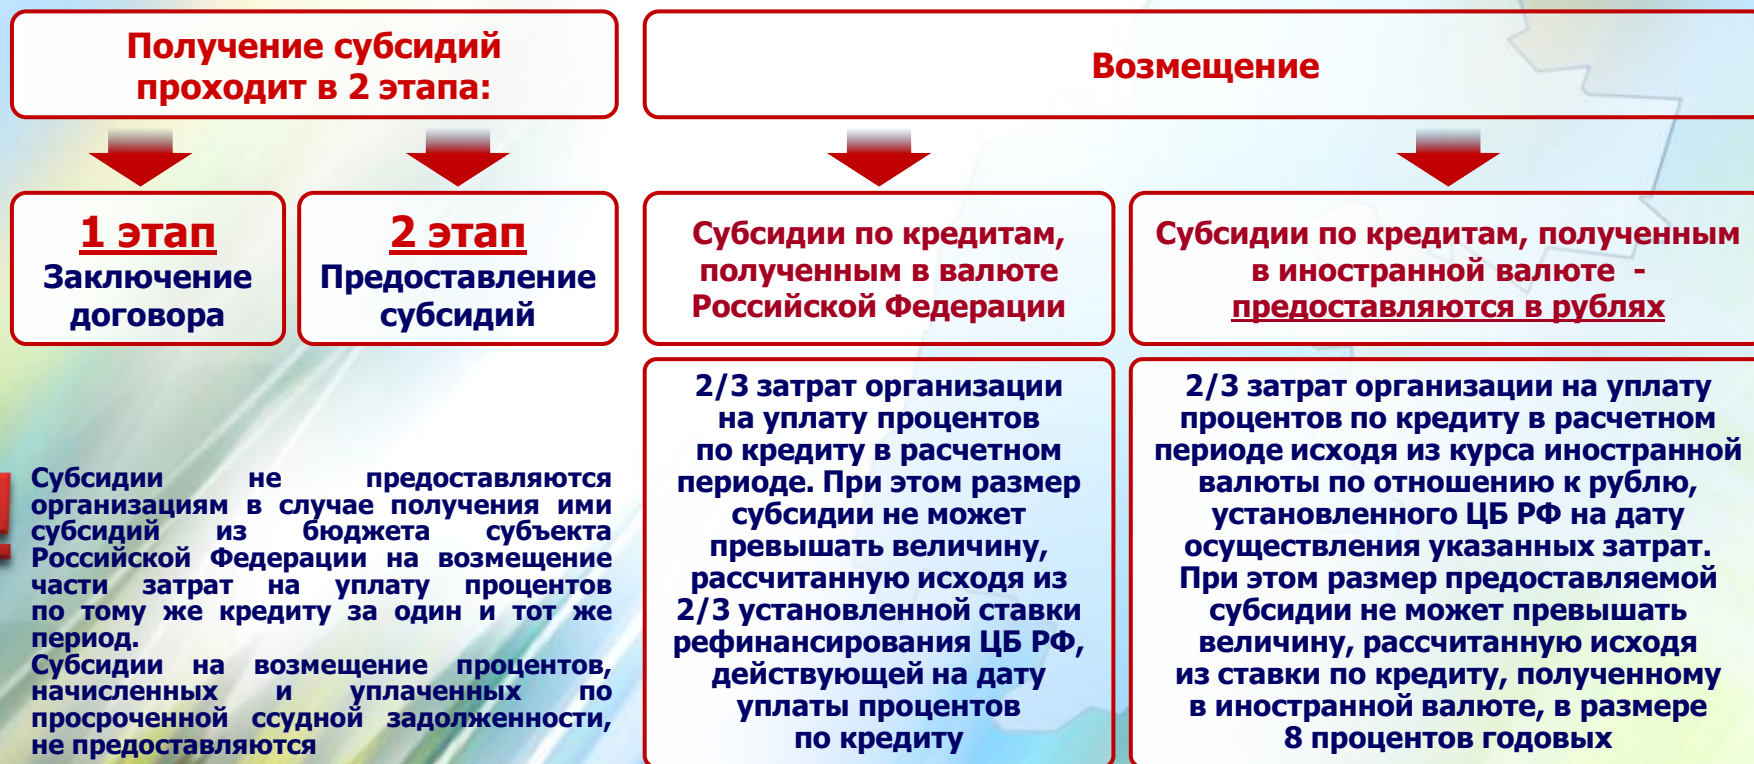 Получение субсидий
проходит в 2 этапа:
1 этап
Заключение
договора
2 этап
Предоставление
субсидий
!
Субсидии не предоставляются
организациям в случае получения ими
субсидий из бюджета субъекта
Российской Федерации на возмещение
части затрат на уплату процентов
по тому же кредиту за один и тот же
период.
Субсидии на возмещение процентов,
начисленных и уплаченных по
просроченной ссудной задолженности,
не предоставляются
Возмещение
Субсидии по кредитам,
полученным в валюте
Российской Федерации
2/3 затрат организации
на уплату процентов
по кредиту в расчетном
периоде. При этом размер
субсидии не может
превышать величину,
рассчитанную исходя из
2/3 установленной ставки
рефинансирования ЦБ РФ,
действующей на дату
уплаты процентов
по кредиту
Субсидии по кредитам, полученным
в иностранной валюте -
предоставляются в рублях
2/3 затрат организации на уплату
процентов по кредиту в расчетном
периоде исходя из курса иностранной
валюты по отношению к рублю,
установленного ЦБ РФ на дату
осуществления указанных затрат.
При этом размер предоставляемой
субсидии не может превышать
величину, рассчитанную исходя
из ставки по кредиту, полученному
в иностранной валюте, в размере
8 процентов годовых